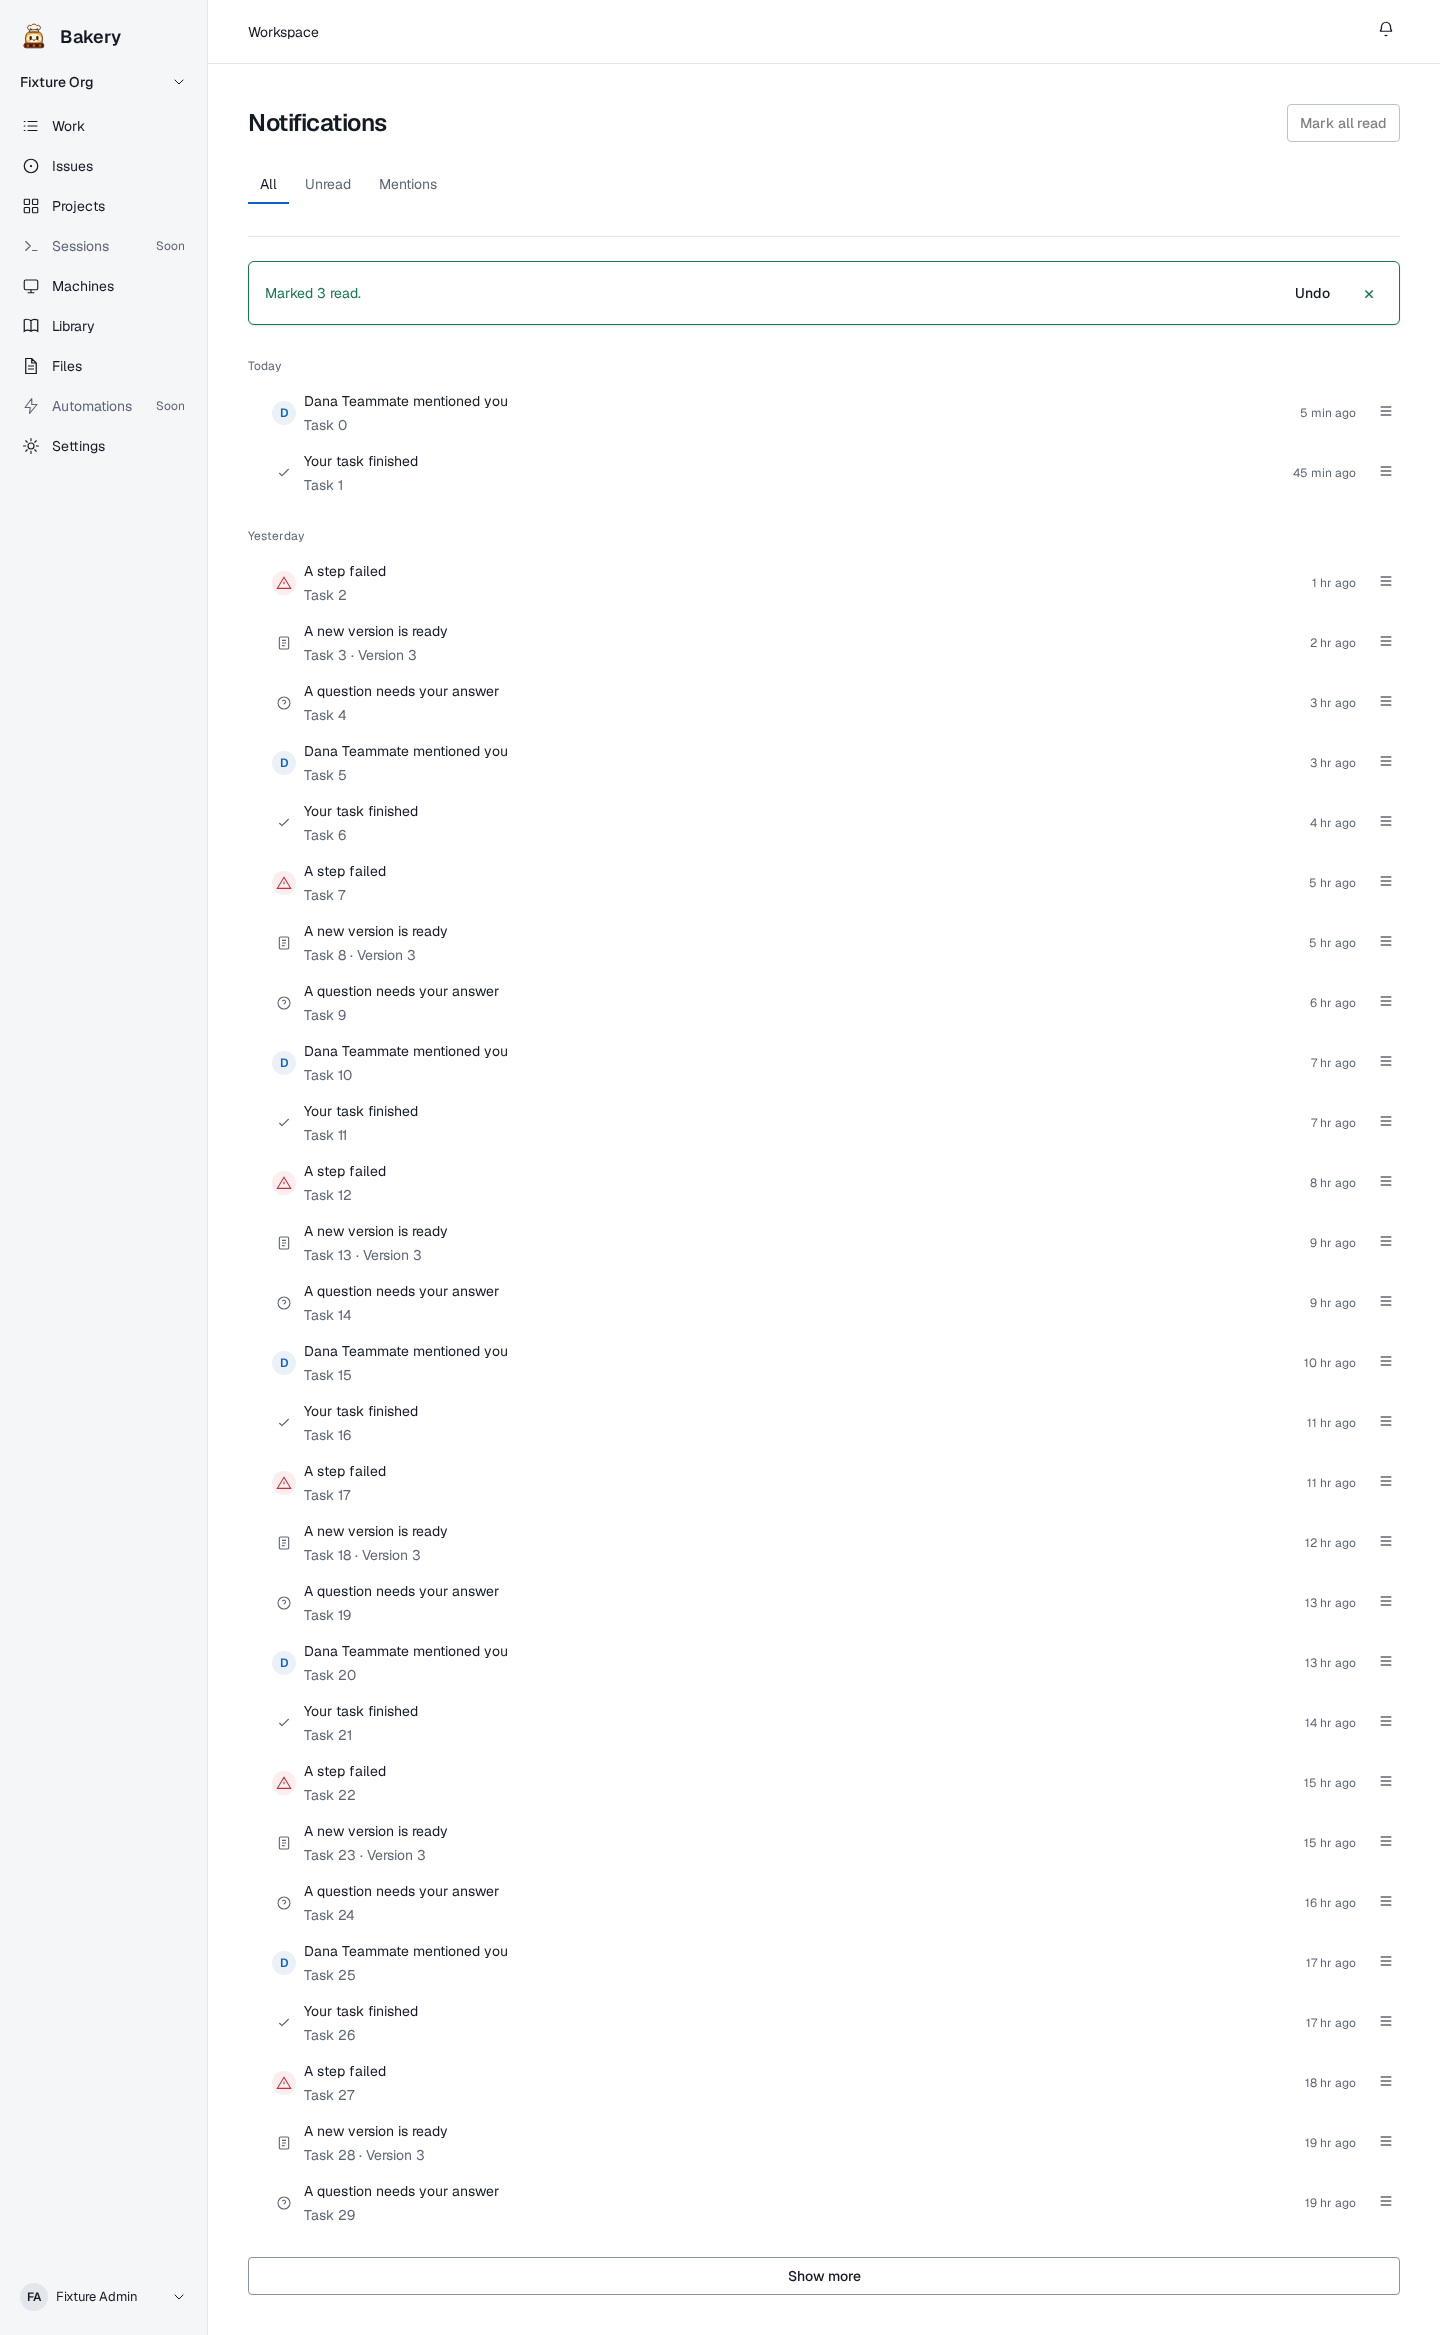 Bakery
Fixture Org
Work
Issues
Projects
Sessions Soon
Machines
Library
Files
Automations Soon
Settings
FA Fixture Admin
Workspace
Notifications
Mark all read
All Unread Mentions
Marked 3 read. Undo ×
Today
D Dana Teammate mentioned you
Task 0
5 min ago
Your task finished
Task 1
45 min ago
Yesterday
A step failed
Task 2
1 hr ago
A new version is ready
Task 3 · Version 3
2 hr ago
A question needs your answer
Task 4
3 hr ago
D Dana Teammate mentioned you
Task 5
3 hr ago
Your task finished
Task 6
4 hr ago
A step failed
Task 7
5 hr ago
A new version is ready
Task 8 · Version 3
5 hr ago
A question needs your answer
Task 9
6 hr ago
D Dana Teammate mentioned you
Task 10
7 hr ago
Your task finished
Task 11
7 hr ago
A step failed
Task 12
8 hr ago
A new version is ready
Task 13 · Version 3
9 hr ago
A question needs your answer
Task 14
9 hr ago
D Dana Teammate mentioned you
Task 15
10 hr ago
Your task finished
Task 16
11 hr ago
A step failed
Task 17
11 hr ago
A new version is ready
Task 18 · Version 3
12 hr ago
A question needs your answer
Task 19
13 hr ago
D Dana Teammate mentioned you
Task 20
13 hr ago
Your task finished
Task 21
14 hr ago
A step failed
Task 22
15 hr ago
A new version is ready
Task 23 · Version 3
15 hr ago
A question needs your answer
Task 24
16 hr ago
D Dana Teammate mentioned you
Task 25
17 hr ago
Your task finished
Task 26
17 hr ago
A step failed
Task 27
18 hr ago
A new version is ready
Task 28 · Version 3
19 hr ago
A question needs your answer
Task 29
19 hr ago
Show more